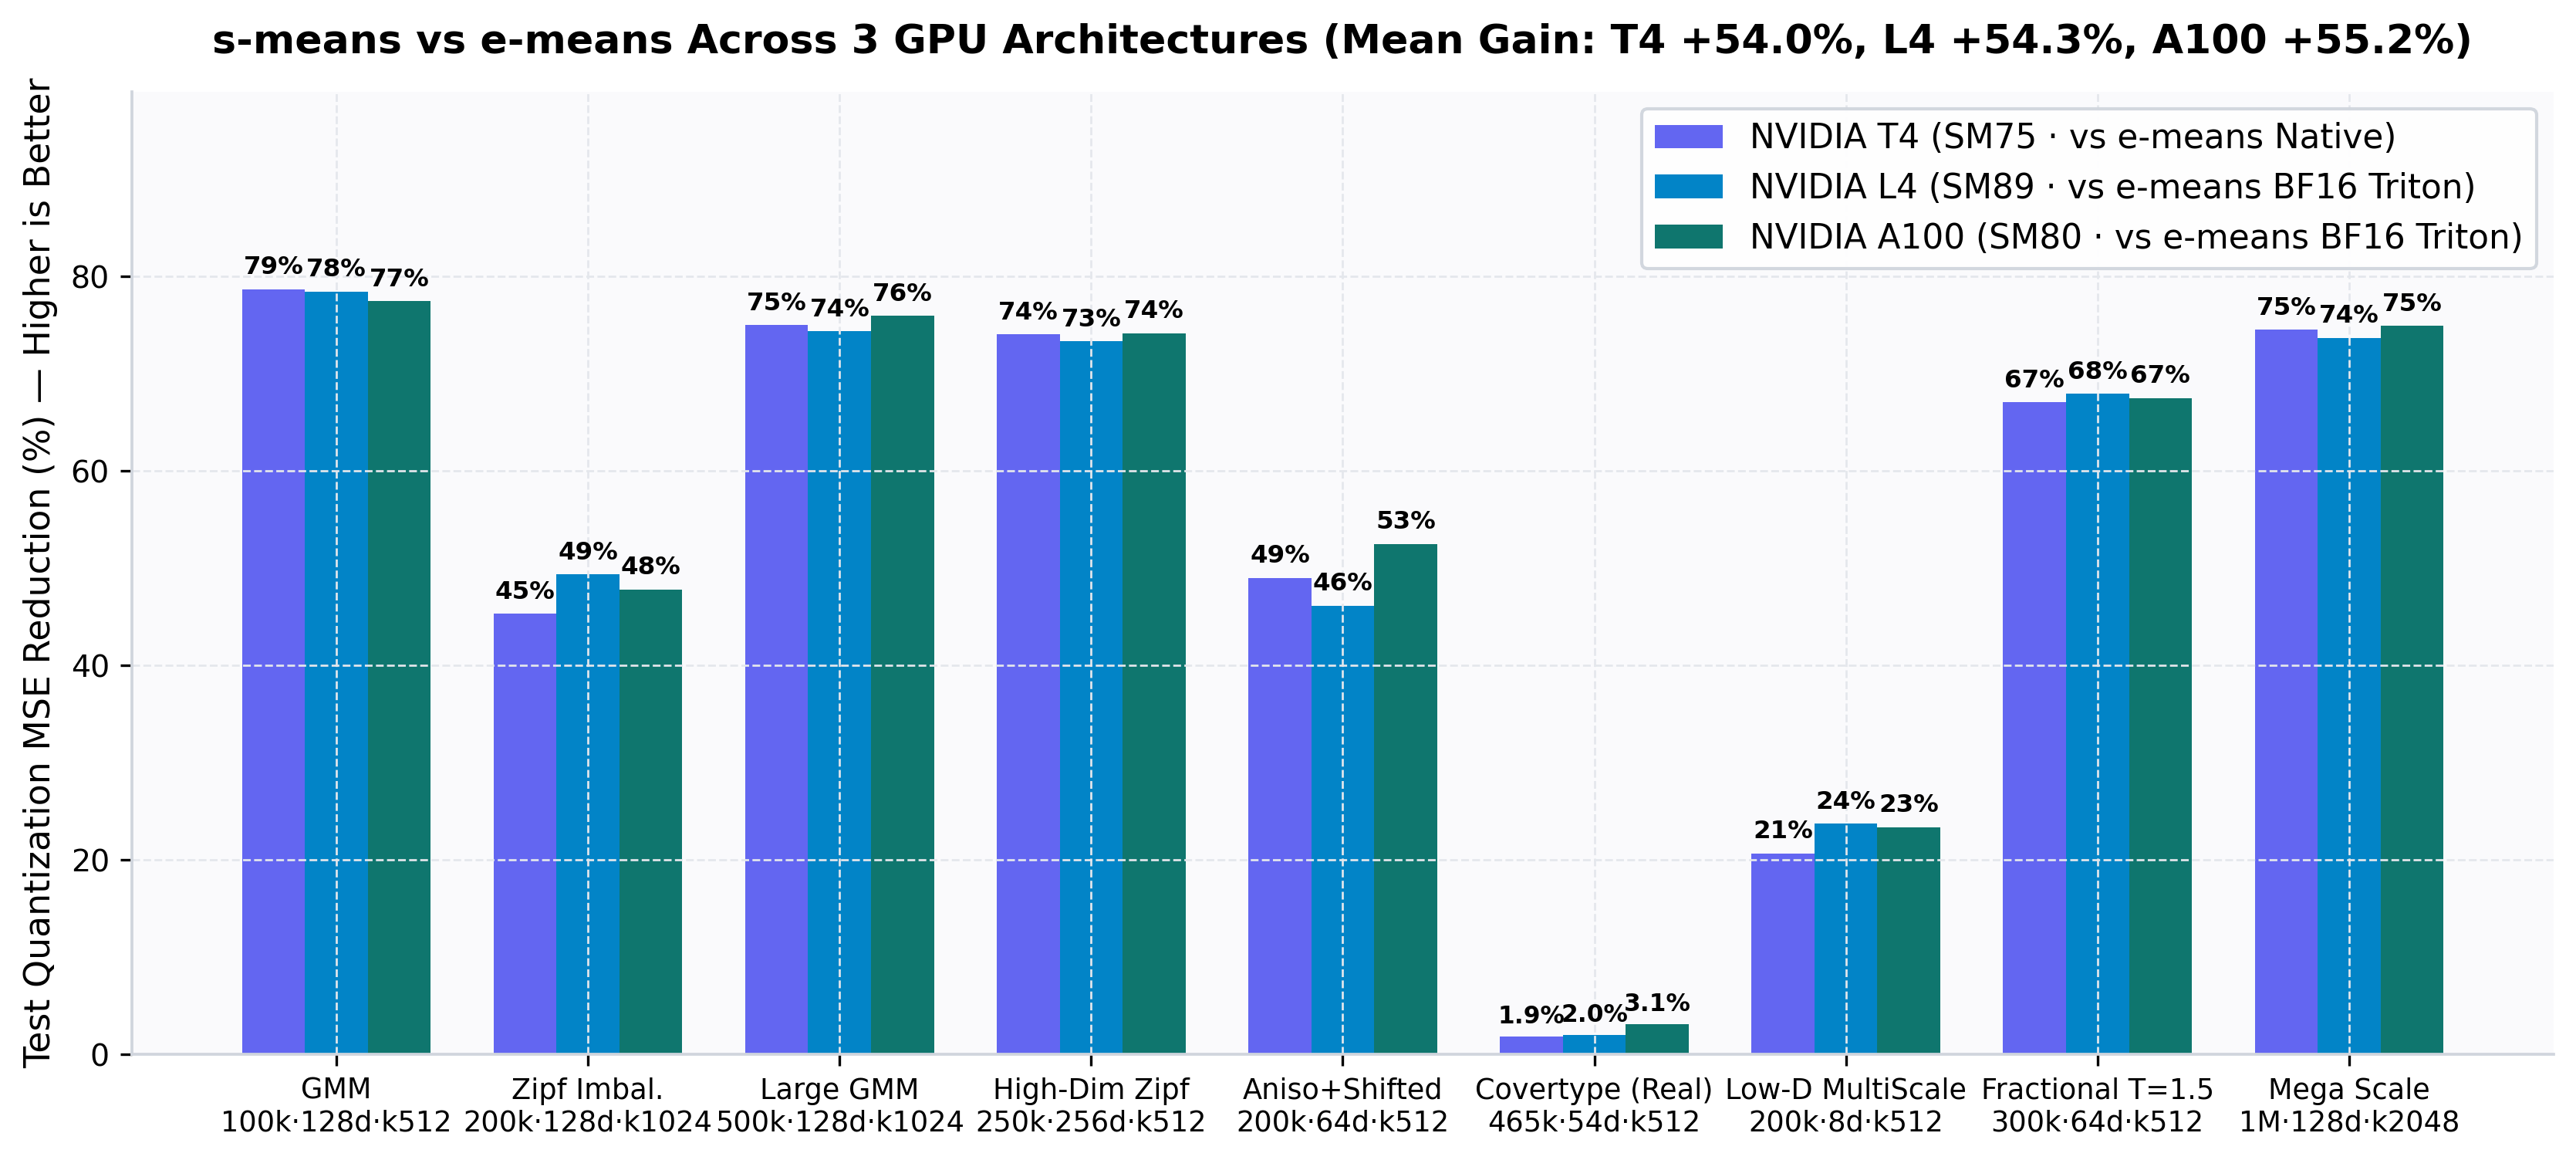 s-means vs e-means Across 3 GPU Architectures (Mean Gain: T4 +54.0%, L4 +54.3%, A100 +55.2%)
Test Quantization MSE Reduction (%) — Higher is Better
NVIDIA T4 (SM75 · vs e-means Native)
NVIDIA L4 (SM89 · vs e-means BF16 Triton)
NVIDIA A100 (SM80 · vs e-means BF16 Triton)
80
60
40
20
0
79% 78% 77%
45% 49% 48%
75% 74% 76%
74% 73% 74%
49% 46% 53%
1.9% 2.0% 3.1%
21% 24% 23%
67% 68% 67%
75% 74% 75%
GMM
100k·128d·k512
Zipf Imbal.
200k·128d·k1024
Large GMM
500k·128d·k1024
High-Dim Zipf
250k·256d·k512
Aniso+Shifted
200k·64d·k512
Covertype (Real)
465k·54d·k512
Low-D MultiScale
200k·8d·k512
Fractional T=1.5
300k·64d·k512
Mega Scale
1M·128d·k2048